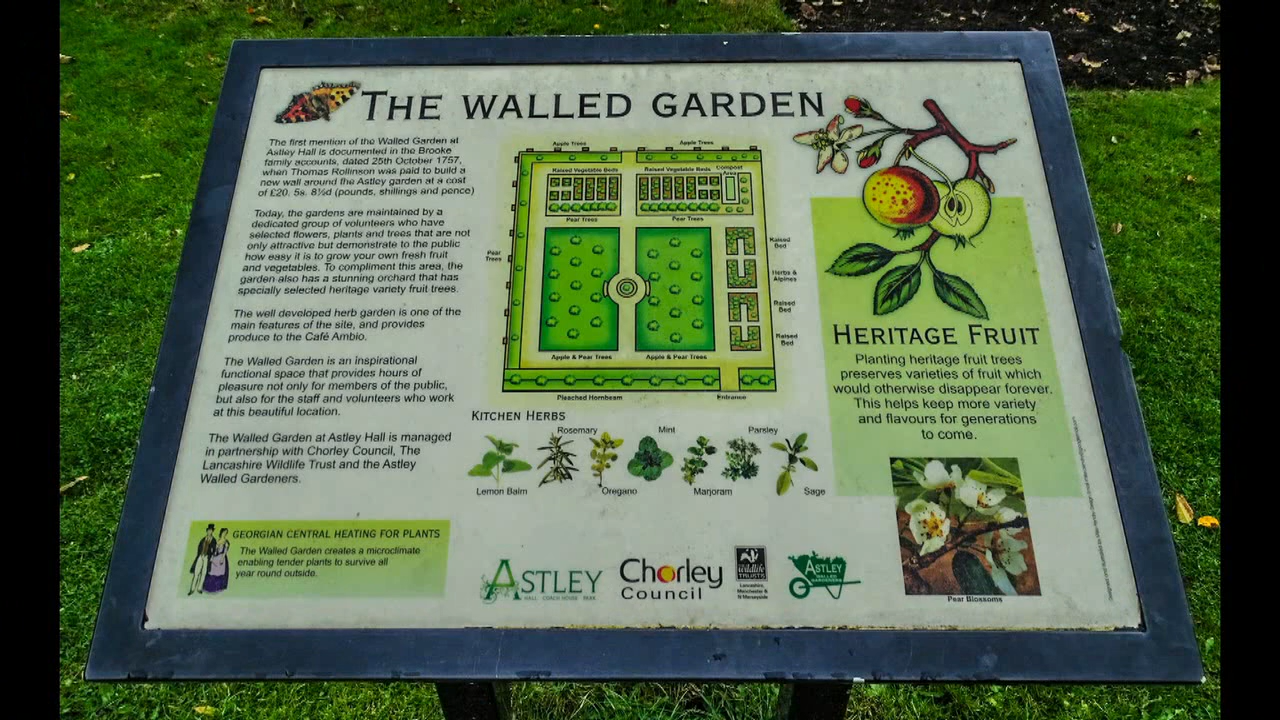 THE WALLED GARDEN
The first mention of the Walled Garden at
Astley Hall is documented in the Brooke
family accounts, dated 25th October 1757,
when Thomas Rollinson was paid to build a
new wall around the Astley garden at a cost
of £20. 5s. 8½d (pounds, shillings and pence)
Today, the gardens are maintained by a
dedicated group of volunteers who have
selected flowers, plants and trees that are not
only attractive but demonstrate to the public
how easy it is to grow your own fresh fruit
and vegetables. To compliment this area, the
garden also has a stunning orchard that has
specially selected heritage variety fruit trees.
The well developed herb garden is one of the
main features of the site, and provides
produce to the Café Ambio.
The Walled Garden is an inspirational
functional space that provides hours of
pleasure not only for members of the public,
but also for the staff and volunteers who work
at this beautiful location.
The Walled Garden at Astley Hall is managed
in partnership with Chorley Council, The
Lancashire Wildlife Trust and the Astley
Walled Gardeners.
GEORGIAN CENTRAL HEATING FOR PLANTS
The Walled Garden creates a microclimate
enabling tender plants to survive all
year round outside.
Apple Trees
Apple Trees
Raised Vegetable Beds
Raised Vegetable Beds
Compost
Area
Pear Trees
Pear Trees
Pear
Trees
Raised
Bed
Herbs &
Alpines
Raised
Bed
Raised
Bed
Apple & Pear Trees
Apple & Pear Trees
Pleached Hornbeam
Entrance
KITCHEN HERBS
Rosemary
Mint
Parsley
Lemon Balm
Oregano
Marjoram
Sage
HERITAGE FRUIT
Planting heritage fruit trees
preserves varieties of fruit which
would otherwise disappear forever.
This helps keep more variety
and flavours for generations
to come.
Pear Blossoms
ASTLEY
HALL COACH HOUSE PARK
Chorley
Council
wildlife
TRUSTS
Lancashire,
Manchester &
N Merseyside
ASTLEY
WALLED
GARDENERS